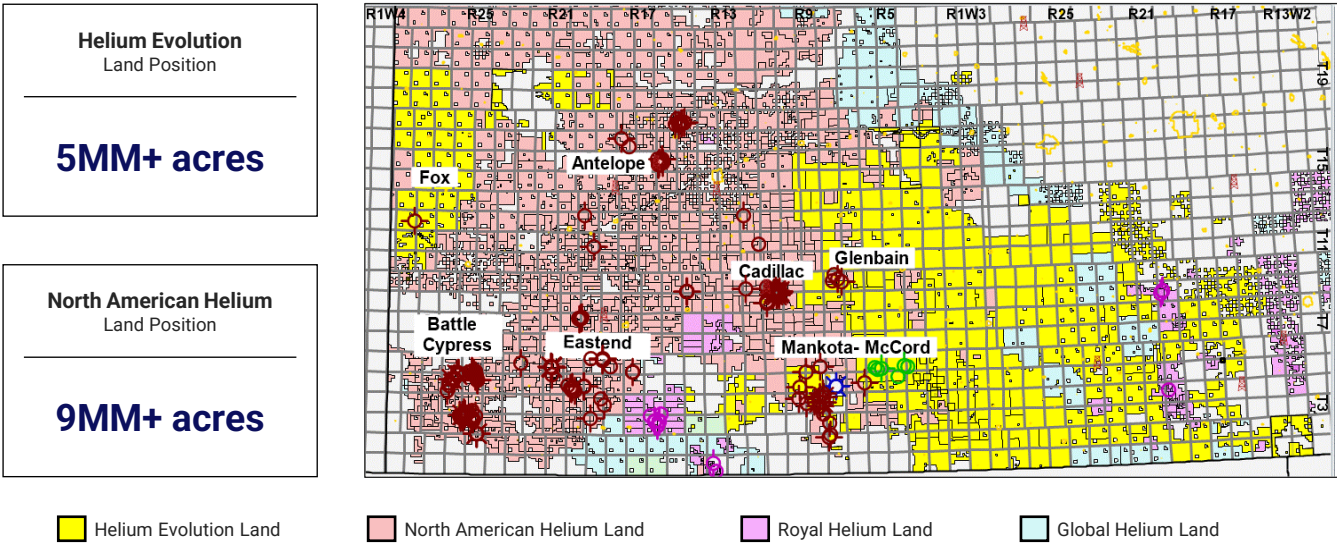 Helium Evolution
Land Position
5MM+ acres
North American Helium
Land Position
9MM+ acres
R1W4 R25 R21 R17 R13 R9 R5 R1W3 R25 R21 R17 R13W2
T19
T15
T11
T7
T3
Antelope
Fox
Glenbain
Cadillac
Battle
Cypress
Eastend
Mankota- McCord
Helium Evolution Land
North American Helium Land
Royal Helium Land
Global Helium Land